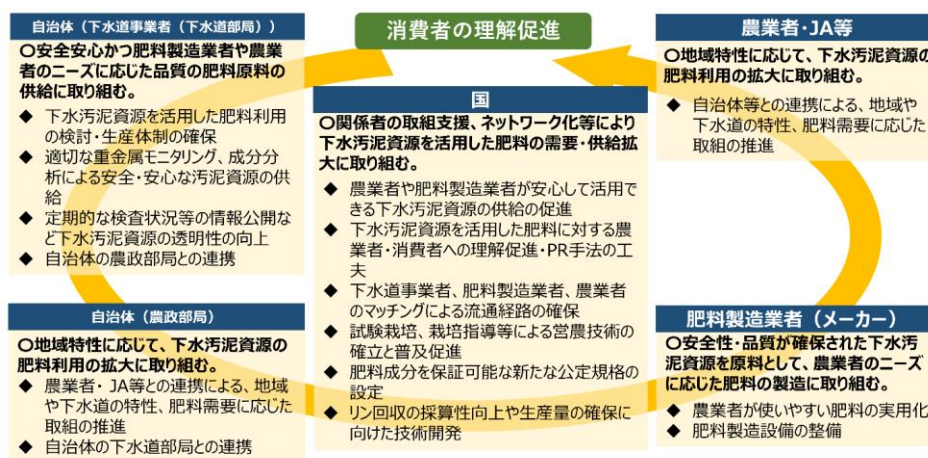 自治体（下水道事業者（下水道部局））
〇安全安心かつ肥料製造業者や農業
者のニーズに応じた品質の肥料原料の
供給に取り組む。
◆ 下水汚泥資源を活用した肥料利用
の検討・生産体制の確保
◆ 適切な重金属モニタリング、成分分
析による安全・安心な汚泥資源の供
給
◆ 定期的な検査状況等の情報公開な
ど下水汚泥資源の透明性の向上
◆ 自治体の農政部局との連携
自治体（農政部局）
〇地域特性に応じて、下水汚泥資源の
肥料利用の拡大に取り組む。
◆ 農業者・ JA等との連携による、地域
や下水道の特性、肥料需要に応じた
取組の推進
◆ 自治体の下水道部局との連携
消費者の理解促進
国
〇関係者の取組支援、ネットワーク化等により
下水汚泥資源を活用した肥料の需要・供給拡
大に取り組む。
◆ 農業者や肥料製造業者が安心して活用で
きる下水汚泥資源の供給の促進
◆ 下水汚泥資源を活用した肥料に対する農
業者・消費者への理解促進・PR手法の工
夫
◆ 下水道事業者、肥料製造業者、農業者
のマッチングによる流通経路の確保
◆ 試験栽培、栽培指導等による営農技術の
確立と普及促進
◆ 肥料成分を保証可能な新たな公定規格の
設定
◆ リン回収の採算性向上や生産量の確保に
向けた技術開発
農業者・JA等
〇地域特性に応じて、下水汚泥資源の
肥料利用の拡大に取り組む。
◆ 自治体等との連携による、地域や
下水道の特性、肥料需要に応じた
取組の推進
肥料製造業者（メーカー）
〇安全性・品質が確保された下水汚
泥資源を原料として、農業者のニーズ
に応じた肥料の製造に取り組む。
◆ 農業者が使いやすい肥料の実用化
◆ 肥料製造設備の整備